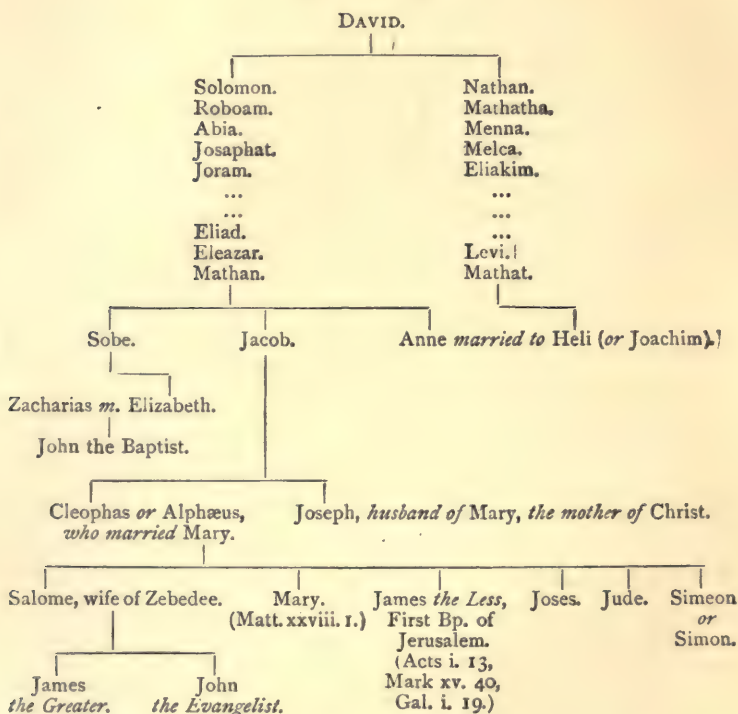 DAVID.
Solomon.
Roboam.
Abia.
Josaphat.
Joram.
...
...
Eliad.
Eleazar.
Mathan.
Nathan.
Mathatha.
Menna.
Melca.
Eliakim.
...
...
...
Levi.
Mathat.
Sobe.
Jacob.
Anne married to Heli (or Joachim).
Zacharias m. Elizabeth.
John the Baptist.
Cleophas or Alphæus,
who married Mary.
Joseph, husband of Mary, the mother of Christ.
Salome, wife of Zebedee.
Mary.
(Matt. xxviii. 1.)
James the Less,
First Bp. of
Jerusalem.
(Acts i. 13,
Mark xv. 40,
Gal. i. 19.)
Joses.
Jude.
Simeon
or
Simon.
James
the Greater.
John
the Evangelist.